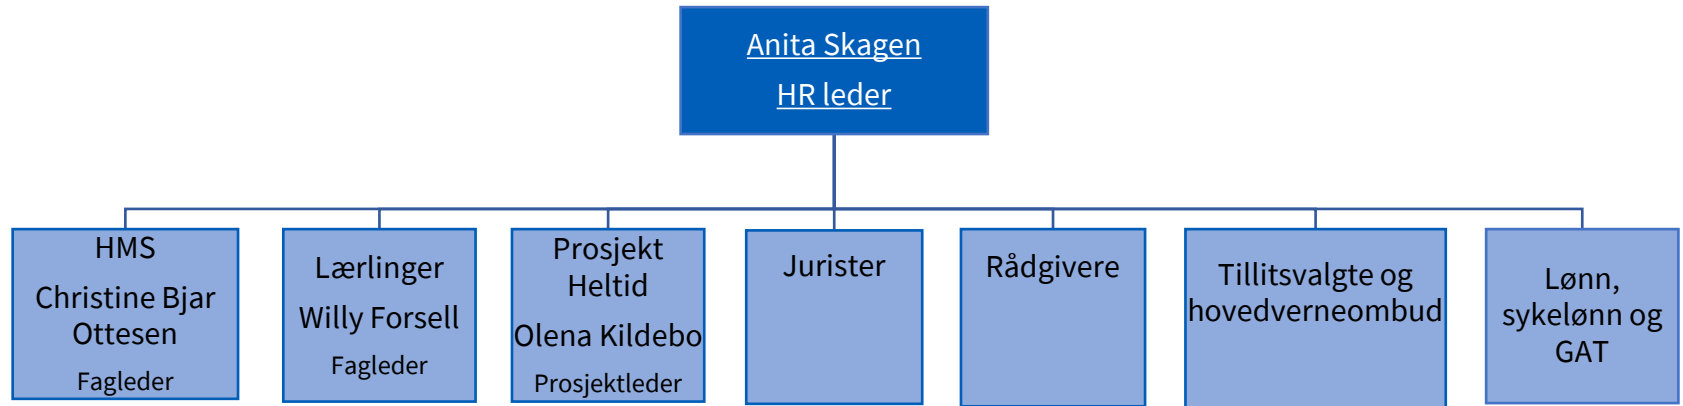 Anita Skagen
HR leder
HMS
Christine Bjar
Ottesen
Fagleder
Lærlinger
Willy Forsell
Fagleder
Prosjekt
Heltid
Olena Kildebo
Prosjektleder
Jurister
Rådgivere
Tillitsvalgte og
hovedverneombud
Lønn,
sykelønn og
GAT